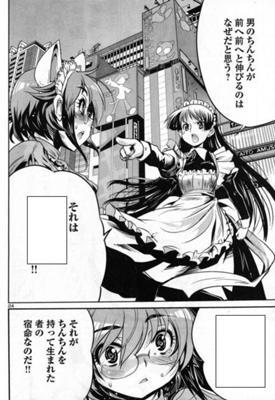 男のちんちんが
前へ前へと伸びるのは
なぜだと思う?
それは
!!
24
それが
ちんちんを
持って生まれた
者の
宿命なのだ!!